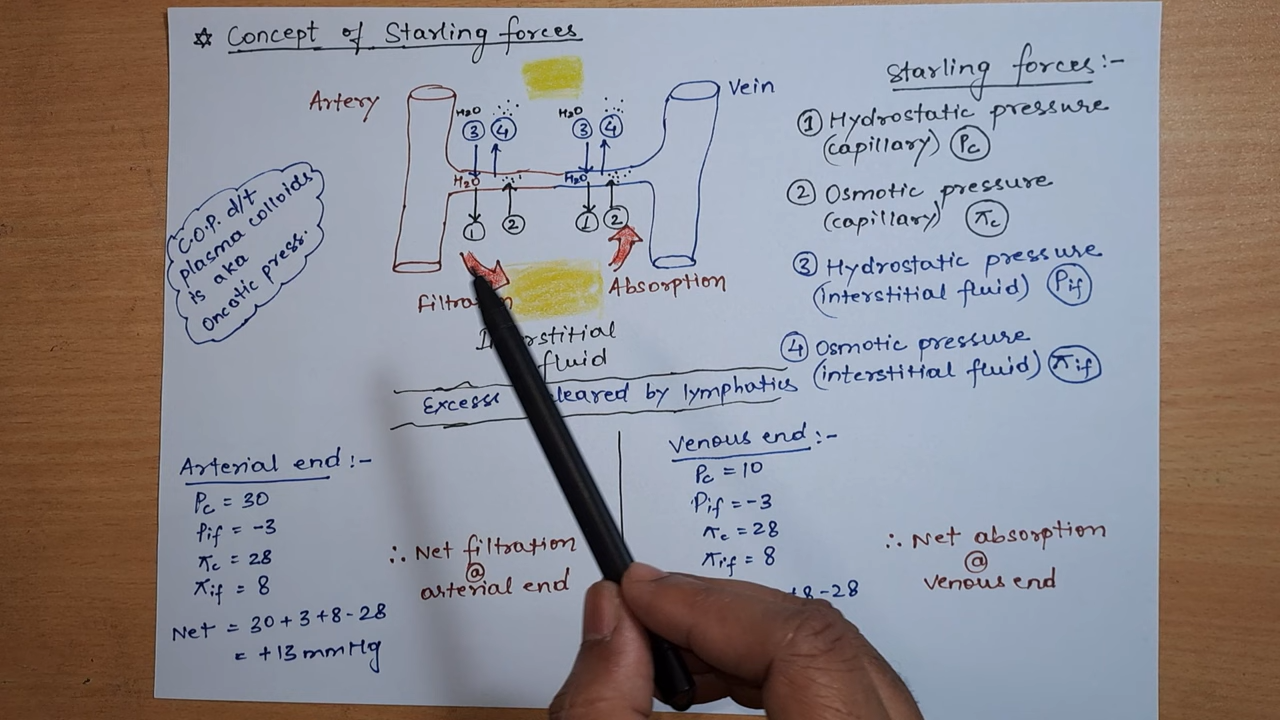 ☆ Concept of Starling forces
Artery
Vein
H₂O
③ ④
H₂O
③ ④
H₂O
H₂O
① ②
① ②
Absorption
fluid
C.O.P. d/t
plasma colloids
is aka
oncotic press.
Starling forces:-
① Hydrostatic pressure
(capillary) Pc
② Osmotic pressure
(capillary) πc
③ Hydrostatic pressure
(interstitial fluid) Pif
④ Osmotic pressure
(interstitial fluid) πif
Excess cleared by lymphatics
Arterial end :-
Pc = 30
Pif = -3
πc = 28
πif = 8
Net = 30+3+8-28
= +13 mmHg
∴ Net filtration
@
arterial end
Venous end :-
Pc = 10
Pif = -3
πc = 28
πif = 8
+8-28
∴ Net absorption
@
venous end